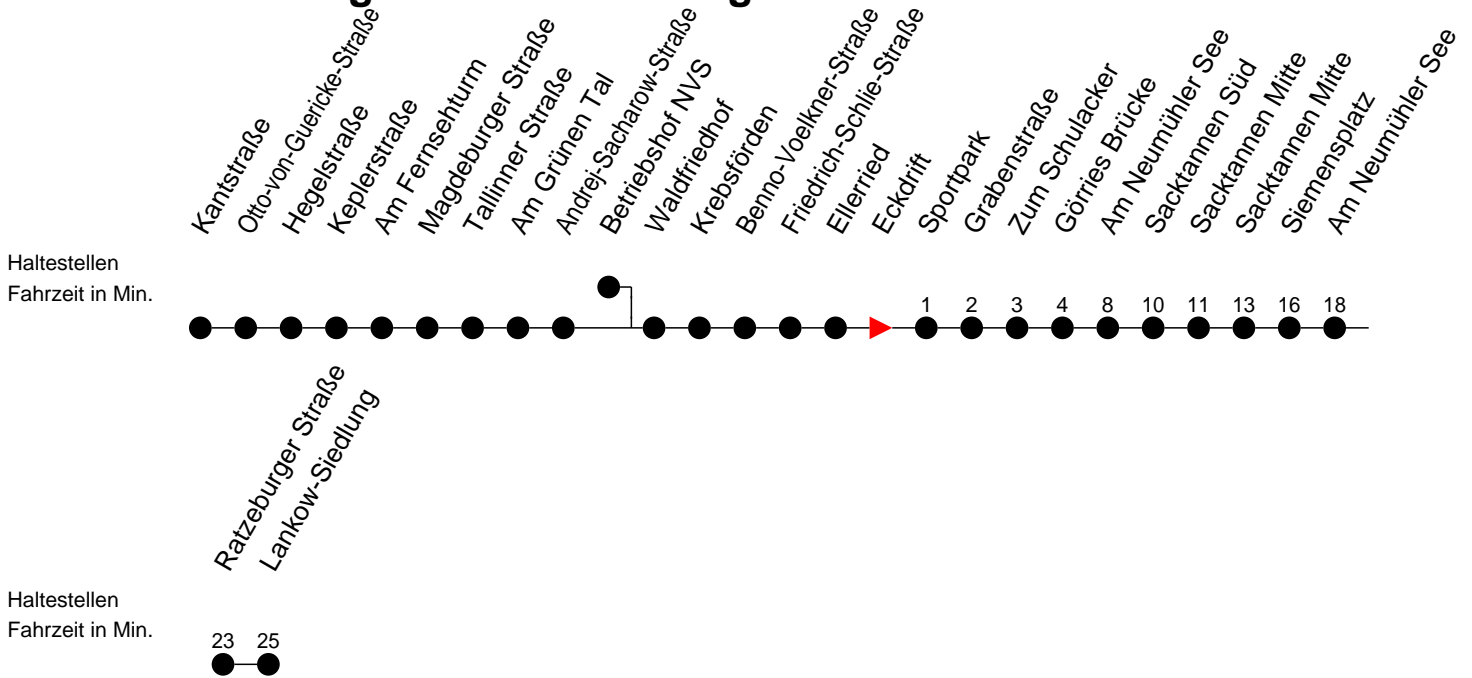 Kantstraße
Otto-von-Guericke-Straße
Hegelstraße
Keplerstraße
Am Fernsehturm
Magdeburger Straße
Tallinner Straße
Am Grünen Tal
Andrej-Sacharow-Straße
Betriebshof NVS
Waldfriedhof
Krebsförden
Benno-Voelkner-Straße
Friedrich-Schlie-Straße
Ellerried
Eckdrift
Sportpark
Grabenstraße
Zum Schulacker
Görries Brücke
Am Neumühler See
Sacktannen Süd
Sacktannen Mitte
Sacktannen Mitte
Siemensplatz
Am Neumühler See
Haltestellen
Fahrzeit in Min.
1 2 3 4 8 10 11 13 16 18
Ratzeburger Straße
Lankow-Siedlung
Haltestellen
Fahrzeit in Min.
23 25